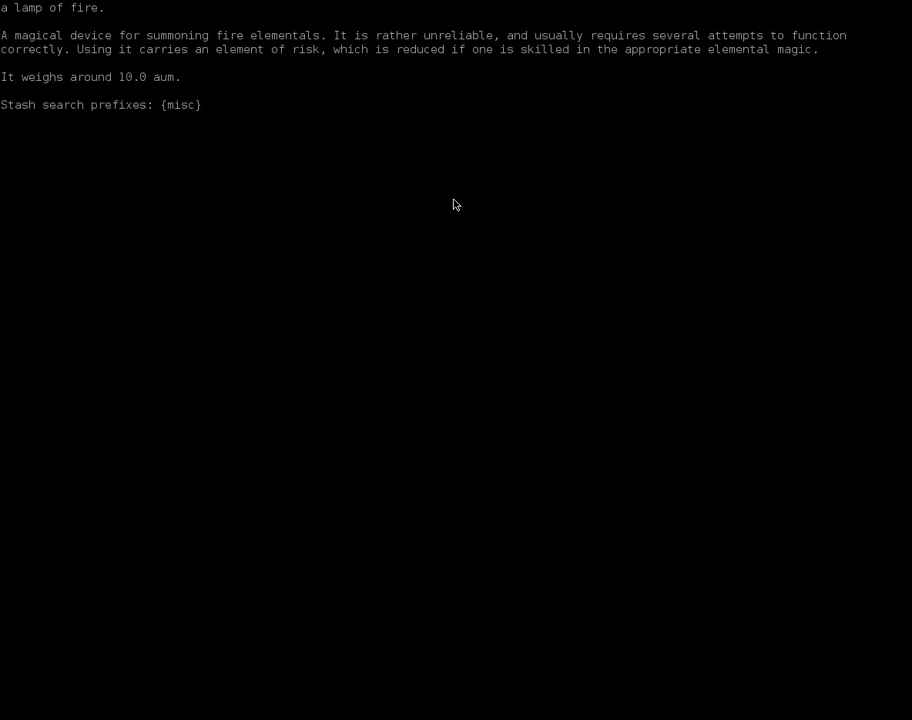 a lamp of fire.
A magical device for summoning fire elementals. It is rather unreliable, and usually requires several attempts to function
correctly. Using it carries an element of risk, which is reduced if one is skilled in the appropriate elemental magic.
It weighs around 10.0 aum.
Stash search prefixes: {misc}